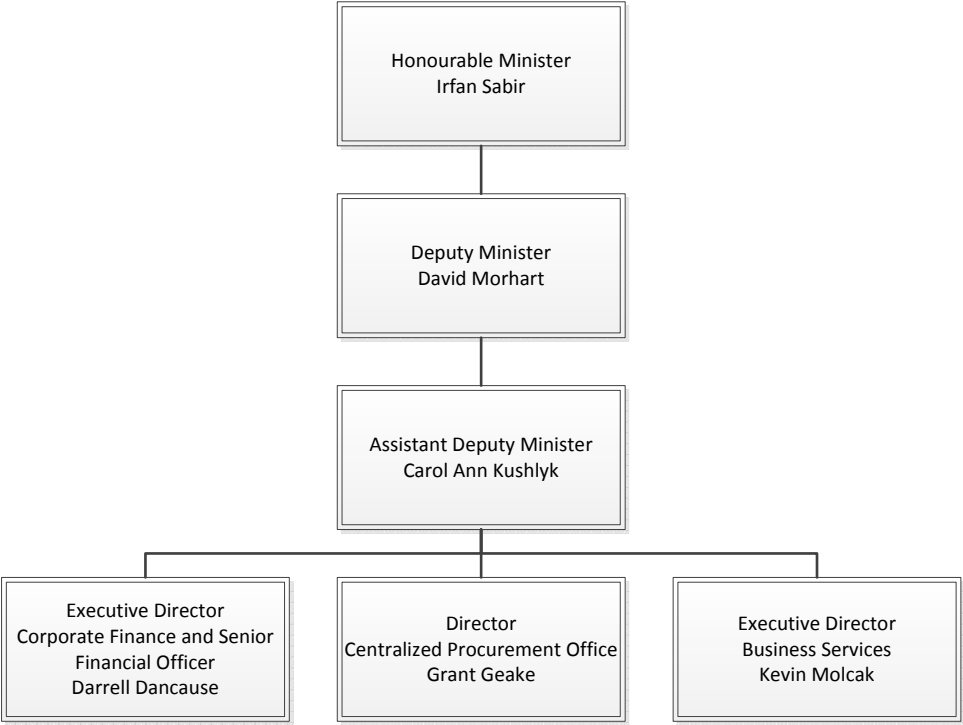 Honourable Minister
Irfan Sabir
Deputy Minister
David Morhart
Assistant Deputy Minister
Carol Ann Kushlyk
Executive Director
Corporate Finance and Senior
Financial Officer
Darrell Dancause
Director
Centralized Procurement Office
Grant Geake
Executive Director
Business Services
Kevin Molcak